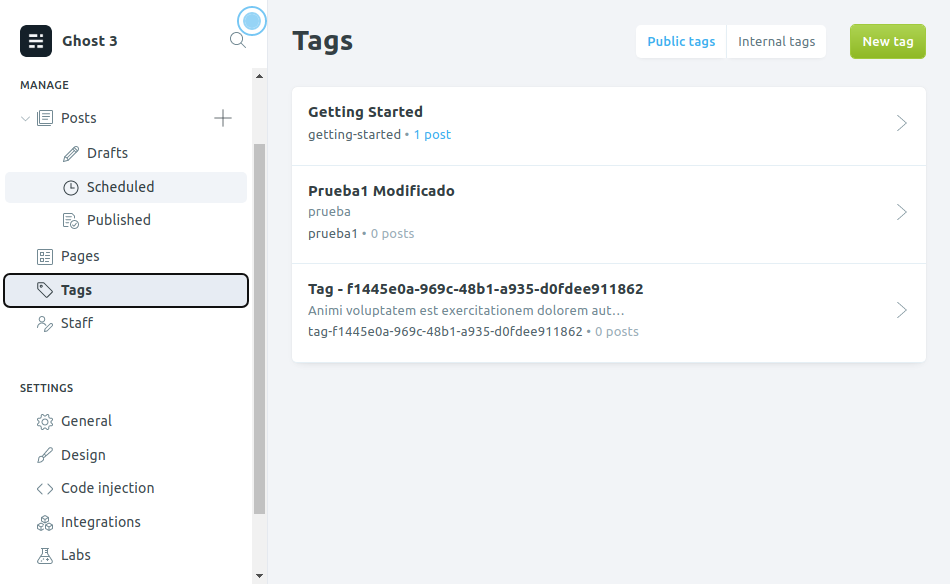 Ghost 3
MANAGE
Posts
Drafts
Scheduled
Published
Pages
Tags
Staff
SETTINGS
General
Design
Code injection
Integrations
Labs
Tags
Public tags
Internal tags
New tag
Getting Started
getting-started • 1 post
Prueba1 Modificado
prueba
prueba1 • 0 posts
Tag - f1445e0a-969c-48b1-a935-d0fdee911862
Animi voluptatem est exercitationem dolorem aut…
tag-f1445e0a-969c-48b1-a935-d0fdee911862 • 0 posts